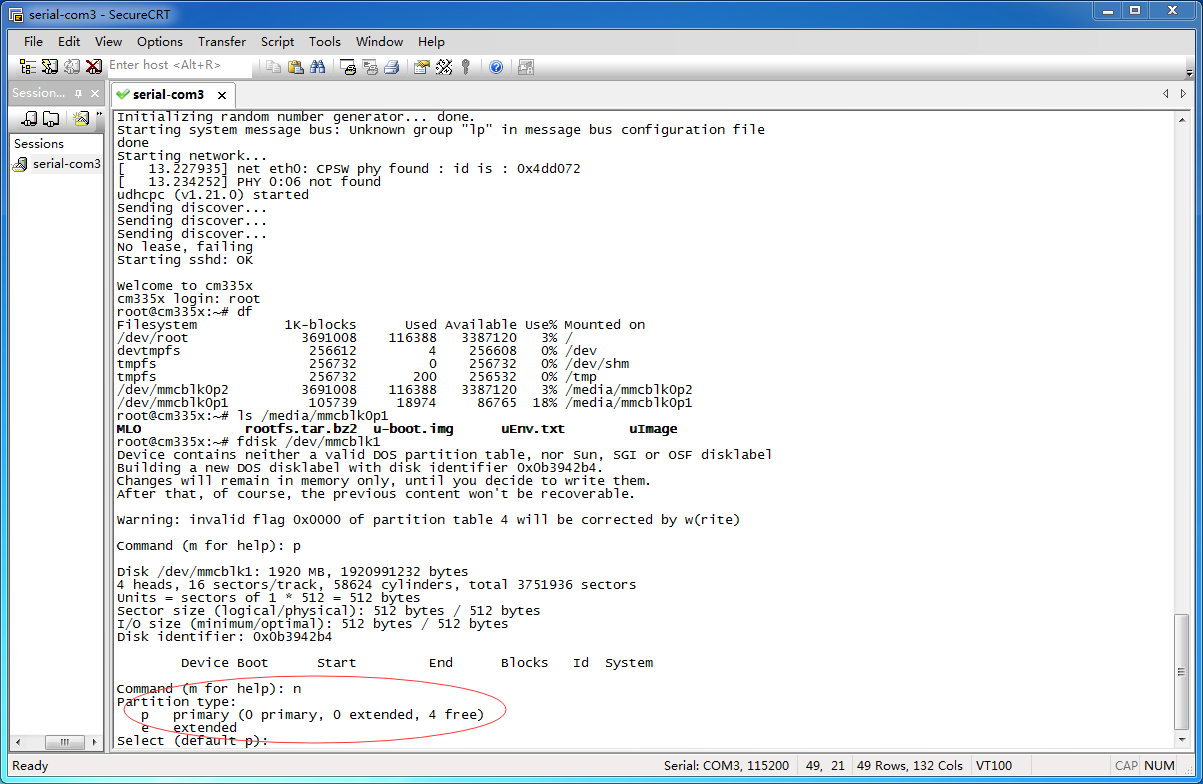 serial-com3 - SecureCRT
File Edit View Options Transfer Script Tools Window Help
Enter host <Alt+R>
Session...
serial-com3
Sessions
serial-com3
Initializing random number generator... done.
Starting system message bus: Unknown group "lp" in message bus configuration file
done
Starting network...
[   13.227935] net eth0: CPSW phy found : id is : 0x4dd072
[   13.234252] PHY 0:06 not found
udhcpc (v1.21.0) started
Sending discover...
Sending discover...
Sending discover...
No lease, failing
Starting sshd: OK
Welcome to cm335x
cm335x login: root
root@cm335x:~# df
Filesystem           1K-blocks      Used Available Use% Mounted on
/dev/root              3691008    116388   3387120   3% /
devtmpfs                256612         4    256608   0% /dev
tmpfs                   256732         0    256732   0% /dev/shm
tmpfs                   256732       200    256532   0% /tmp
/dev/mmcblk0p2         3691008    116388   3387120   3% /media/mmcblk0p2
/dev/mmcblk0p1          105739     18974     86765  18% /media/mmcblk0p1
root@cm335x:~# ls /media/mmcblk0p1
MLO             rootfs.tar.bz2  u-boot.img      uEnv.txt        uImage
root@cm335x:~# fdisk /dev/mmcblk1
Device contains neither a valid DOS partition table, nor Sun, SGI or OSF disklabel
Building a new DOS disklabel with disk identifier 0x0b3942b4.
Changes will remain in memory only, until you decide to write them.
After that, of course, the previous content won't be recoverable.
Warning: invalid flag 0x0000 of partition table 4 will be corrected by w(rite)
Command (m for help): p
Disk /dev/mmcblk1: 1920 MB, 1920991232 bytes
4 heads, 16 sectors/track, 58624 cylinders, total 3751936 sectors
Units = sectors of 1 * 512 = 512 bytes
Sector size (logical/physical): 512 bytes / 512 bytes
I/O size (minimum/optimal): 512 bytes / 512 bytes
Disk identifier: 0x0b3942b4
Device Boot      Start         End      Blocks   Id  System
Command (m for help): n
Partition type:
p   primary (0 primary, 0 extended, 4 free)
e   extended
Select (default p):
Ready Serial: COM3, 115200 49, 21 49 Rows, 132 Cols VT100 CAP NUM